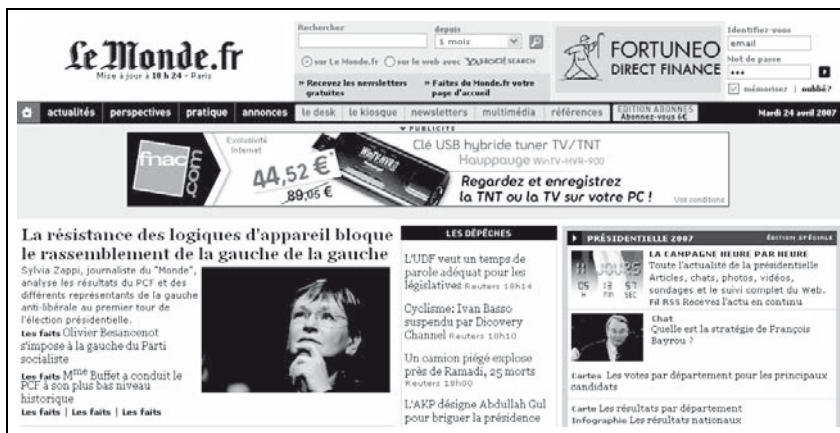 Le Monde.fr
Mise à jour à 18 h 24 - Paris
Recherchez
depuis
1 mois
sur Le Monde.fr
sur le web avec YAHOO! SEARCH
» Recevez les newsletters
gratuites
» Faites du Monde.fr votre
page d'accueil
FORTUNEO
DIRECT FINANCE
Identifiez-vous
email
Mot de passe
•••
mémorisez | oublié?
actualités perspectives pratique annonces le desk le kiosque newsletters multimédia références
EDITION ABONNES
Abonnez-vous 6€
Mardi 24 avril 2007
PUBLICITE
fnac.com
Exclusivité
Internet
44,52 €*
89,05 €
WinTV-HVR
Clé USB hybride tuner TV/TNT
Hauppauge WinTV-HVR-900
Regardez et enregistrez
la TNT ou la TV sur votre PC !
Voir conditions
La résistance des logiques d'appareil bloque
le rassemblement de la gauche de la gauche
Sylvia Zappi, journaliste du "Monde",
analyse les résultats du PCF et des
différents représentants de la gauche
anti-libérale au premier tour de
l'élection présidentielle.
Les faits Olivier Besancenot
s'impose à la gauche du Parti
socialiste
Les faits Mme Buffet a conduit le
PCF à son plus bas niveau
historique
Les faits | Les faits | Les faits
LES DÉPÊCHES
L'UDF veut un temps de
parole adéquat pour les
législatives Reuters 18h14
Cyclisme: Ivan Basso
suspendu par Dicovery
Channel Reuters 18h10
Un camion piégé explose
près de Ramadi, 25 morts
Reuters 18h00
L'AKP désigne Abdullah Gul
pour briguer la présidence
PRÉSIDENTIELLE 2007
ÉDITION SPÉCIALE
11 JOURS
05 13 57
H MIN SEC
LA CAMPAGNE HEURE PAR HEURE
Toute l'actualité de la présidentielle
Articles, chats, photos, vidéos,
sondages et le suivi complet du Web.
Fil RSS Recevez l'actu en continu
Chat
Quelle est la stratégie de François
Bayrou ?
Cartes Les votes par département pour les principaux
candidats
Carte Les résultats par département
Infographie Les résultats nationaux